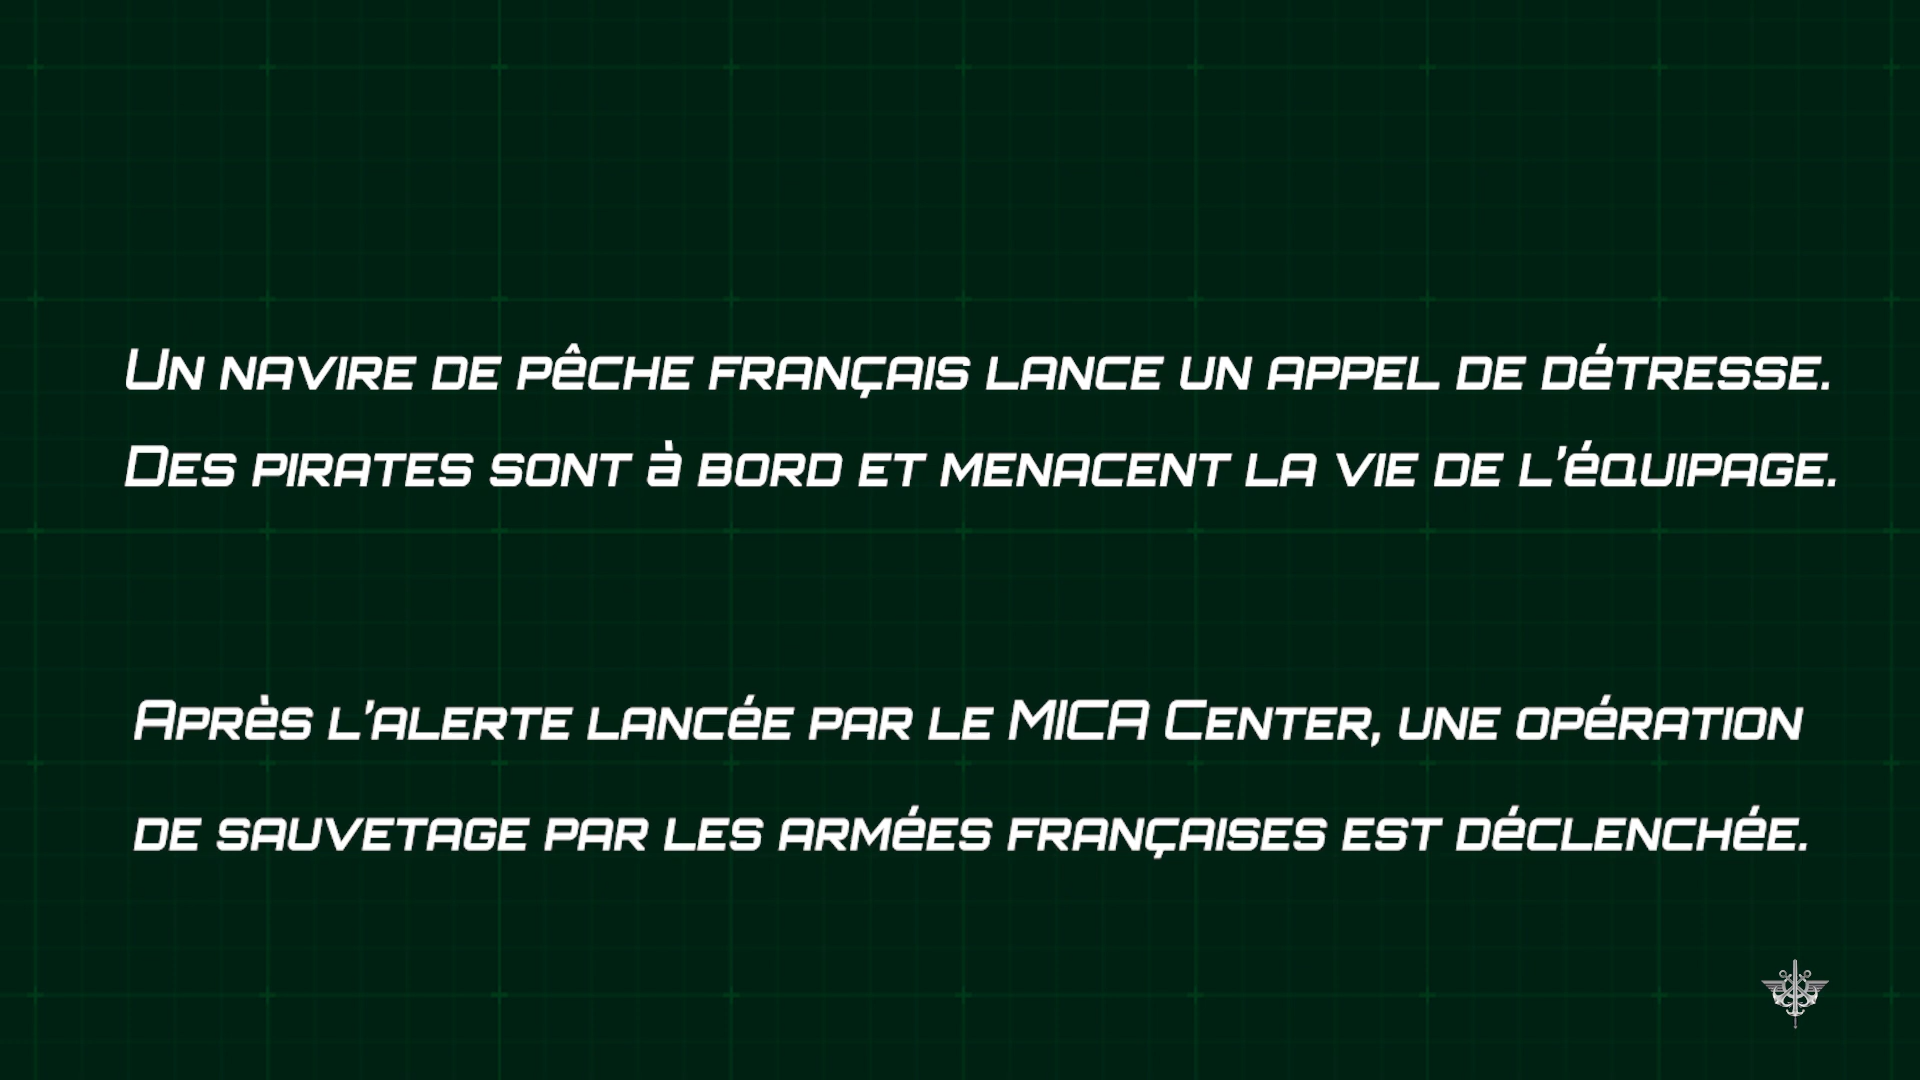 Un navire de pêche français lance un appel de détresse.
Des pirates sont à bord et menacent la vie de l'équipage.
Après l'alerte lancée par le MICA Center, une opération
de sauvetage par les armées françaises est déclenchée.